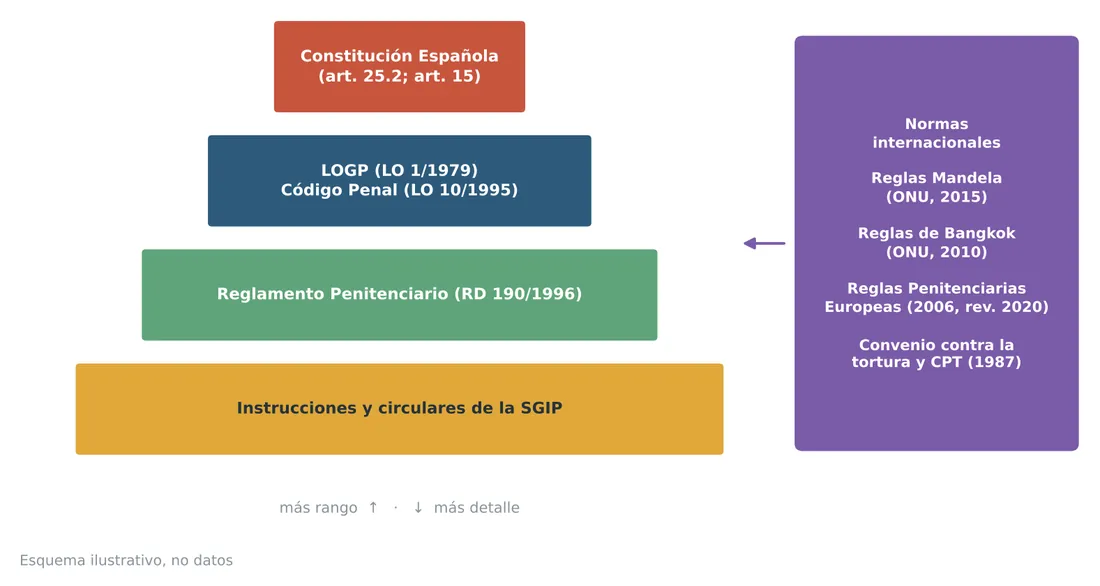 Constitución Española
(art. 25.2; art. 15)
LOGP (LO 1/1979)
Código Penal (LO 10/1995)
Reglamento Penitenciario (RD 190/1996)
Instrucciones y circulares de la SGIP
más rango ↑ · ↓ más detalle
Normas
internacionales
Reglas Mandela
(ONU, 2015)
Reglas de Bangkok
(ONU, 2010)
Reglas Penitenciarias
Europeas (2006, rev. 2020)
Convenio contra la
tortura y CPT (1987)
Esquema ilustrativo, no datos